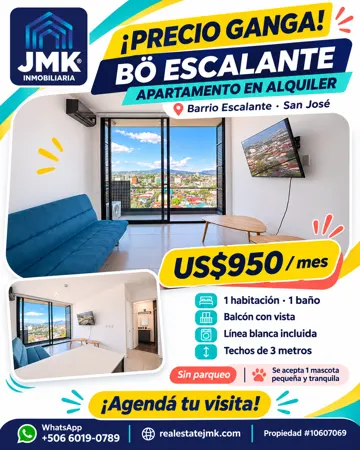 JMK®
INMOBILIARIA
¡PRECIO GANGA!
BÖ ESCALANTE
APARTAMENTO EN ALQUILER
Barrio Escalante · San José
US$950/mes
1 habitación · 1 baño
Balcón con vista
Línea blanca incluida
Techos de 3 metros
Sin parqueo
Se acepta 1 mascota
pequeña y tranquila
¡Agendá tu visita!
WhatsApp
+506 6019-0789
realestatejmk.com
Propiedad #10607069